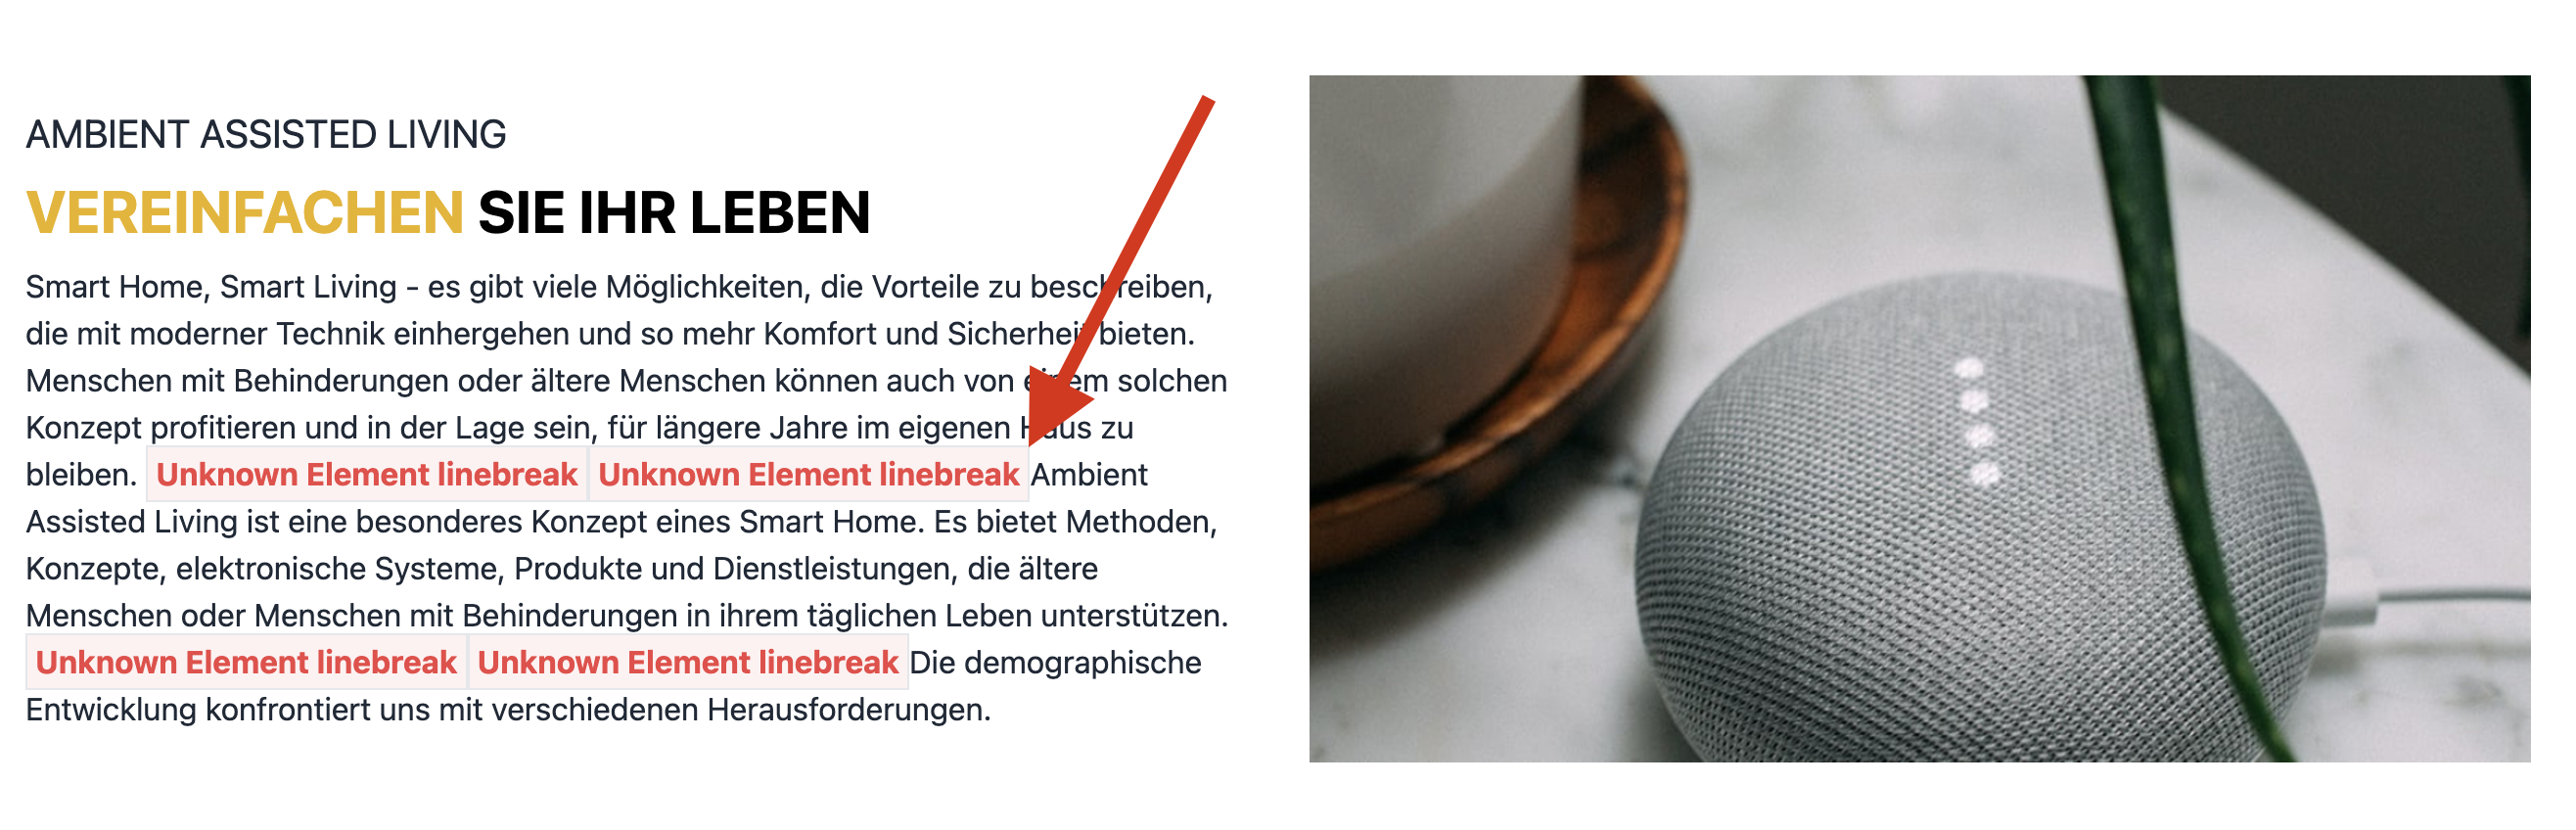 AMBIENT ASSISTED LIVING
VEREINFACHEN SIE IHR LEBEN
Smart Home, Smart Living - es gibt viele Möglichkeiten, die Vorteile zu beschreiben,
die mit moderner Technik einhergehen und so mehr Komfort und Sicherheit bieten.
Menschen mit Behinderungen oder ältere Menschen können auch von einem solchen
Konzept profitieren und in der Lage sein, für längere Jahre im eigenen Haus zu
bleiben. Unknown Element linebreak Unknown Element linebreak Ambient
Assisted Living ist eine besonderes Konzept eines Smart Home. Es bietet Methoden,
Konzepte, elektronische Systeme, Produkte und Dienstleistungen, die ältere
Menschen oder Menschen mit Behinderungen in ihrem täglichen Leben unterstützen.
Unknown Element linebreak Unknown Element linebreak Die demographische
Entwicklung konfrontiert uns mit verschiedenen Herausforderungen.